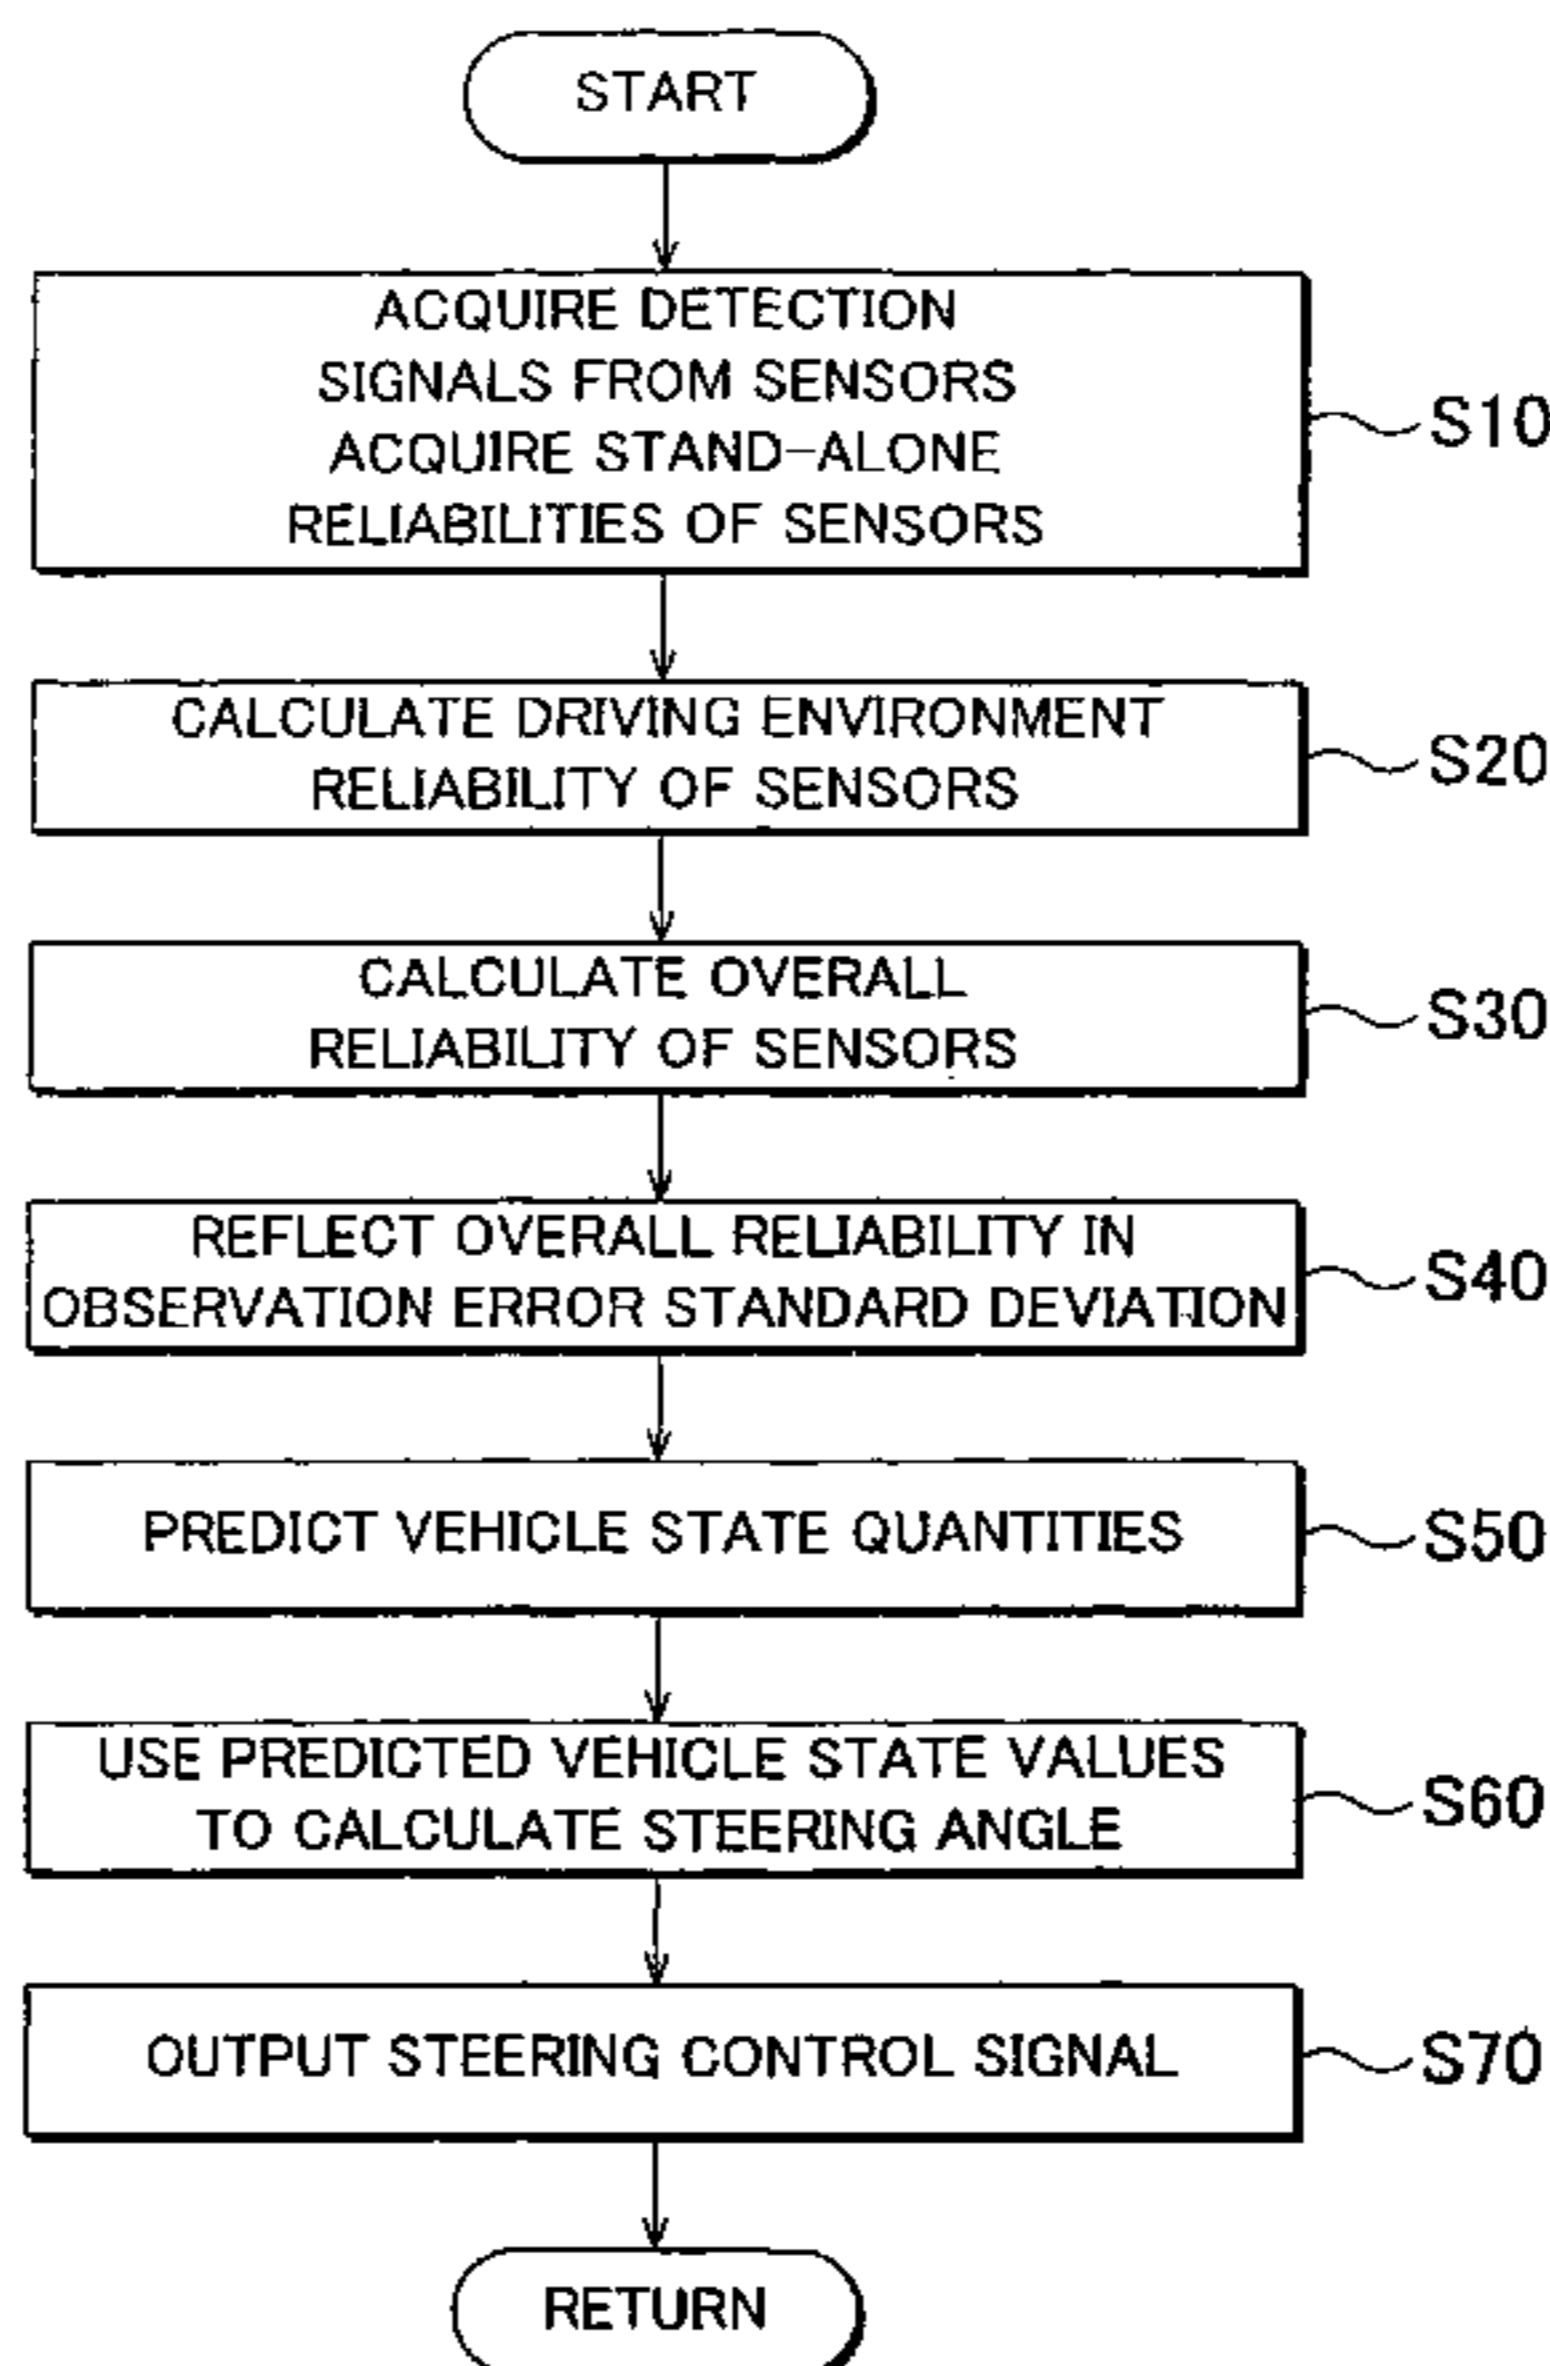 START
ACQUIRE DETECTION
SIGNALS FROM SENSORS
ACQUIRE STAND-ALONE
RELIABILITIES OF SENSORS
S10
CALCULATE DRIVING ENVIRONMENT
RELIABILITY OF SENSORS
S20
CALCULATE OVERALL
RELIABILITY OF SENSORS
S30
REFLECT OVERALL RELIABILITY IN
OBSERVATION ERROR STANDARD DEVIATION
S40
PREDICT VEHICLE STATE QUANTITIES
S50
USE PREDICTED VEHICLE STATE VALUES
TO CALCULATE STEERING ANGLE
S60
OUTPUT STEERING CONTROL SIGNAL
S70
RETURN